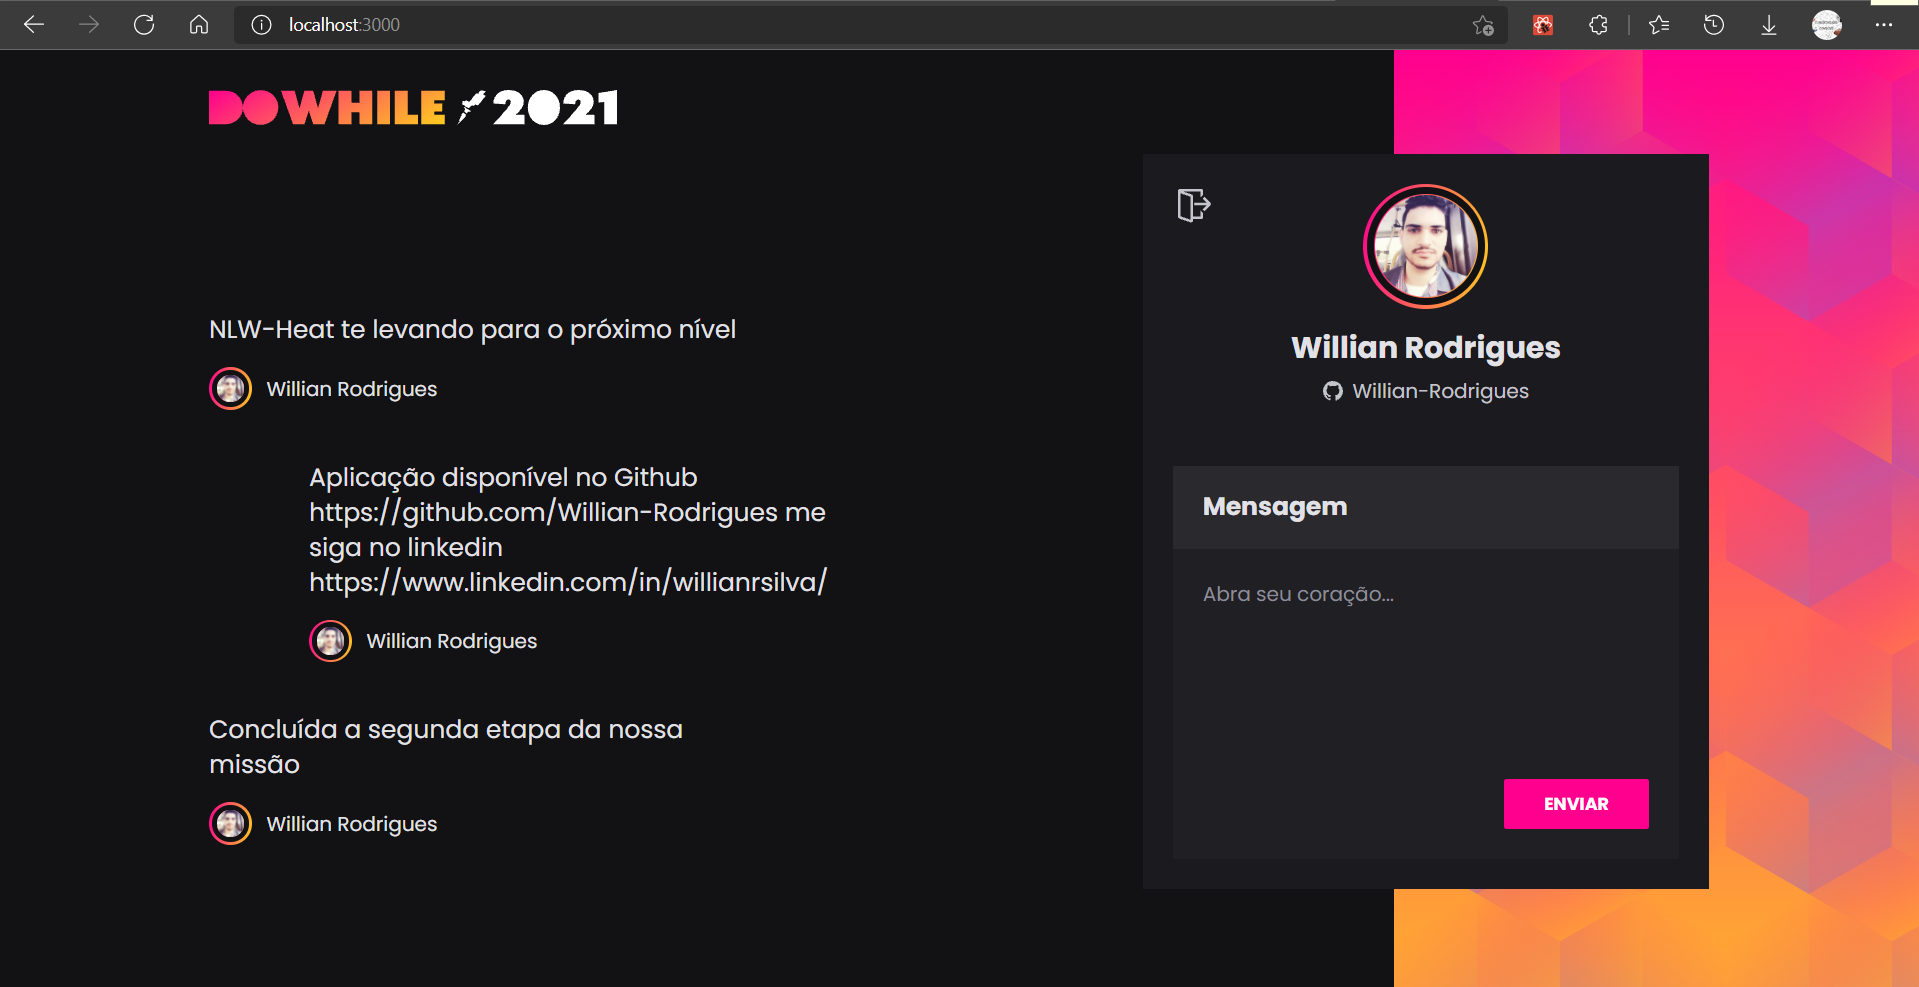 localhost:3000
DOWHILE 2021
NLW-Heat te levando para o próximo nível
Willian Rodrigues
Aplicação disponível no Github
https://github.com/Willian-Rodrigues me
siga no linkedin
https://www.linkedin.com/in/willianrsilva/
Willian Rodrigues
Concluída a segunda etapa da nossa
missão
Willian Rodrigues
Willian Rodrigues
Willian-Rodrigues
Mensagem
Abra seu coração...
ENVIAR